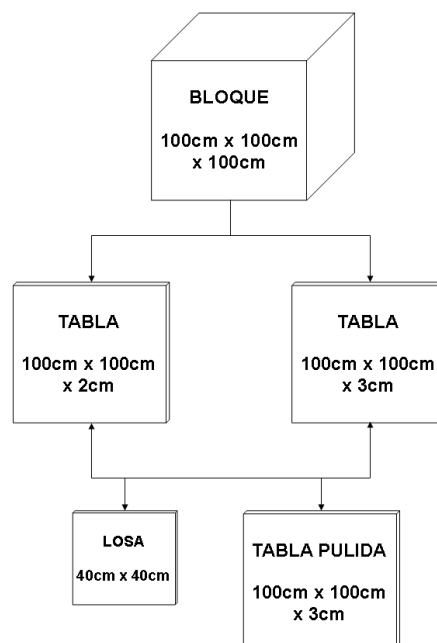 BLOQUE
100cm x 100cm
x 100cm
TABLA
100cm x 100cm
x 2cm
TABLA
100cm x 100cm
x 3cm
LOSA
40cm x 40cm
TABLA PULIDA
100cm x 100cm
x 3cm